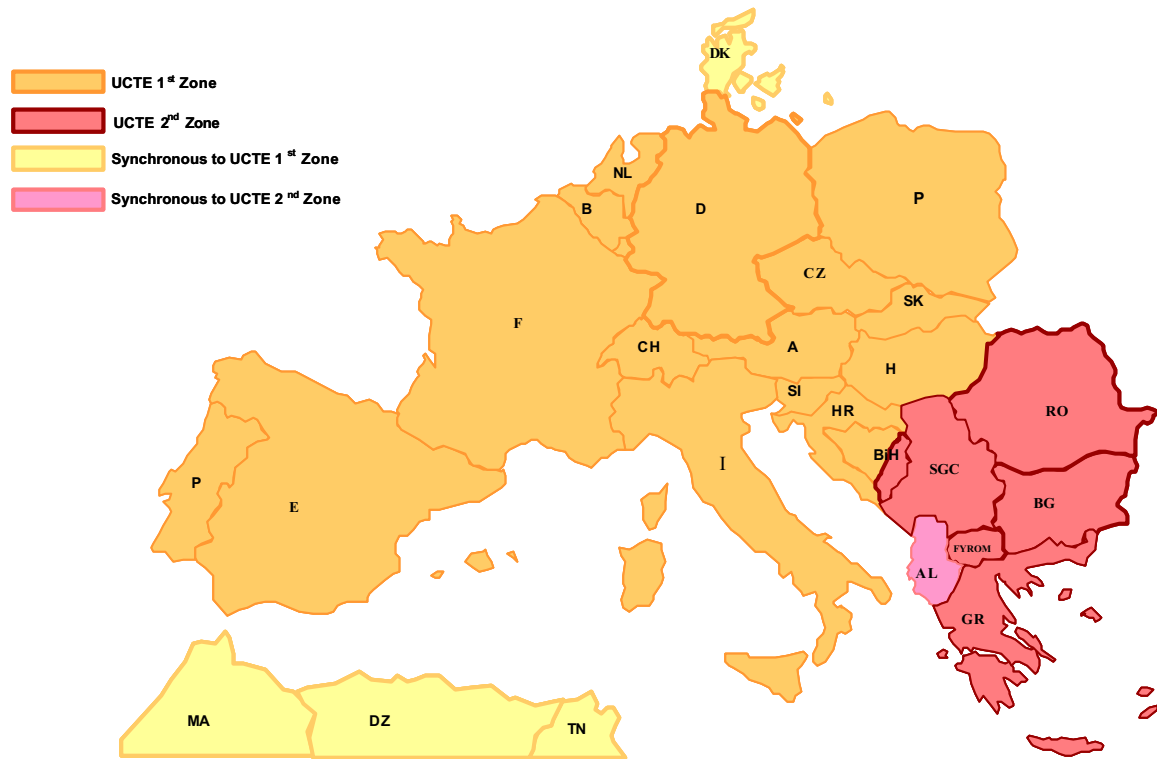 UCTE 1st Zone
UCTE 2nd Zone
Synchronous to UCTE 1st Zone
Synchronous to UCTE 2nd Zone
DK
NL
B
D
P
CZ
SK
F
CH
A
H
SI
HR
RO
BiH
I
SGC
P
E
BG
FYROM
AL
GR
MA
DZ
TN